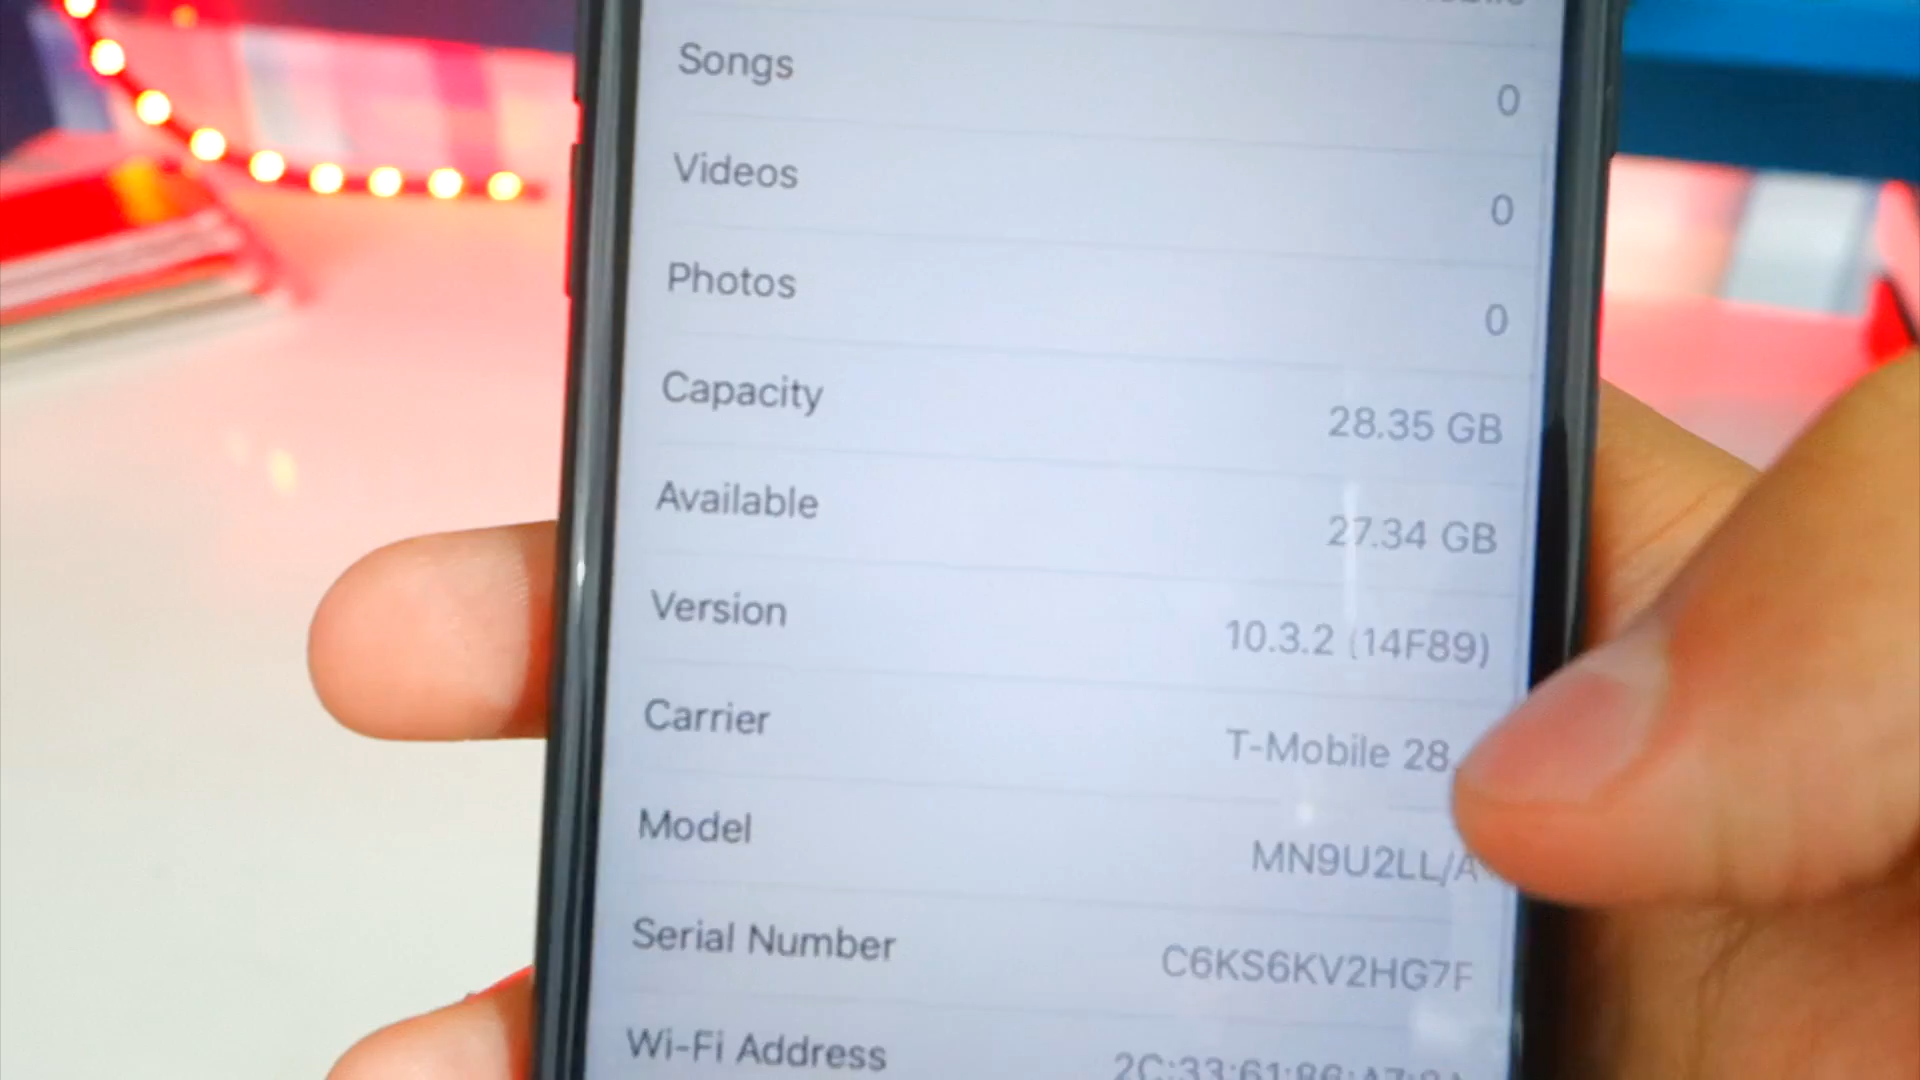 Songs 0
Videos 0
Photos 0
Capacity 28.35 GB
Available 27.34 GB
Version 10.3.2 (14F89)
Carrier T-Mobile 28.
Model MN9U2LL/A
Serial Number C6KS6KV2HG7F
Wi-Fi Address